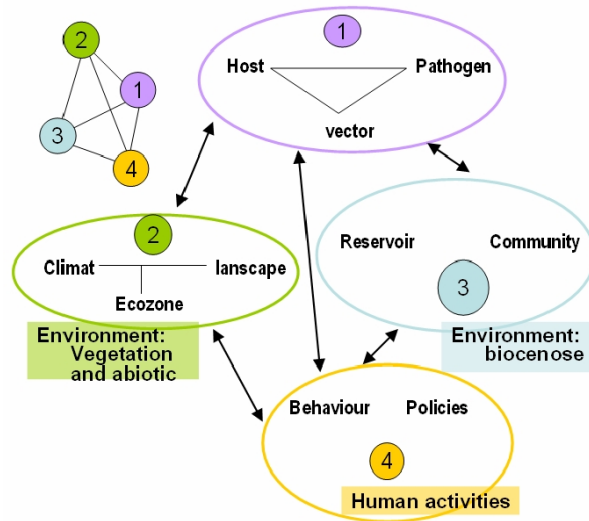 2
1
3
4
1
Host Pathogen
vector
2
Climat lanscape
Ecozone
Environment:
Vegetation
and abiotic
Reservoir Community
3
Environment:
biocenose
Behaviour Policies
4
Human activities